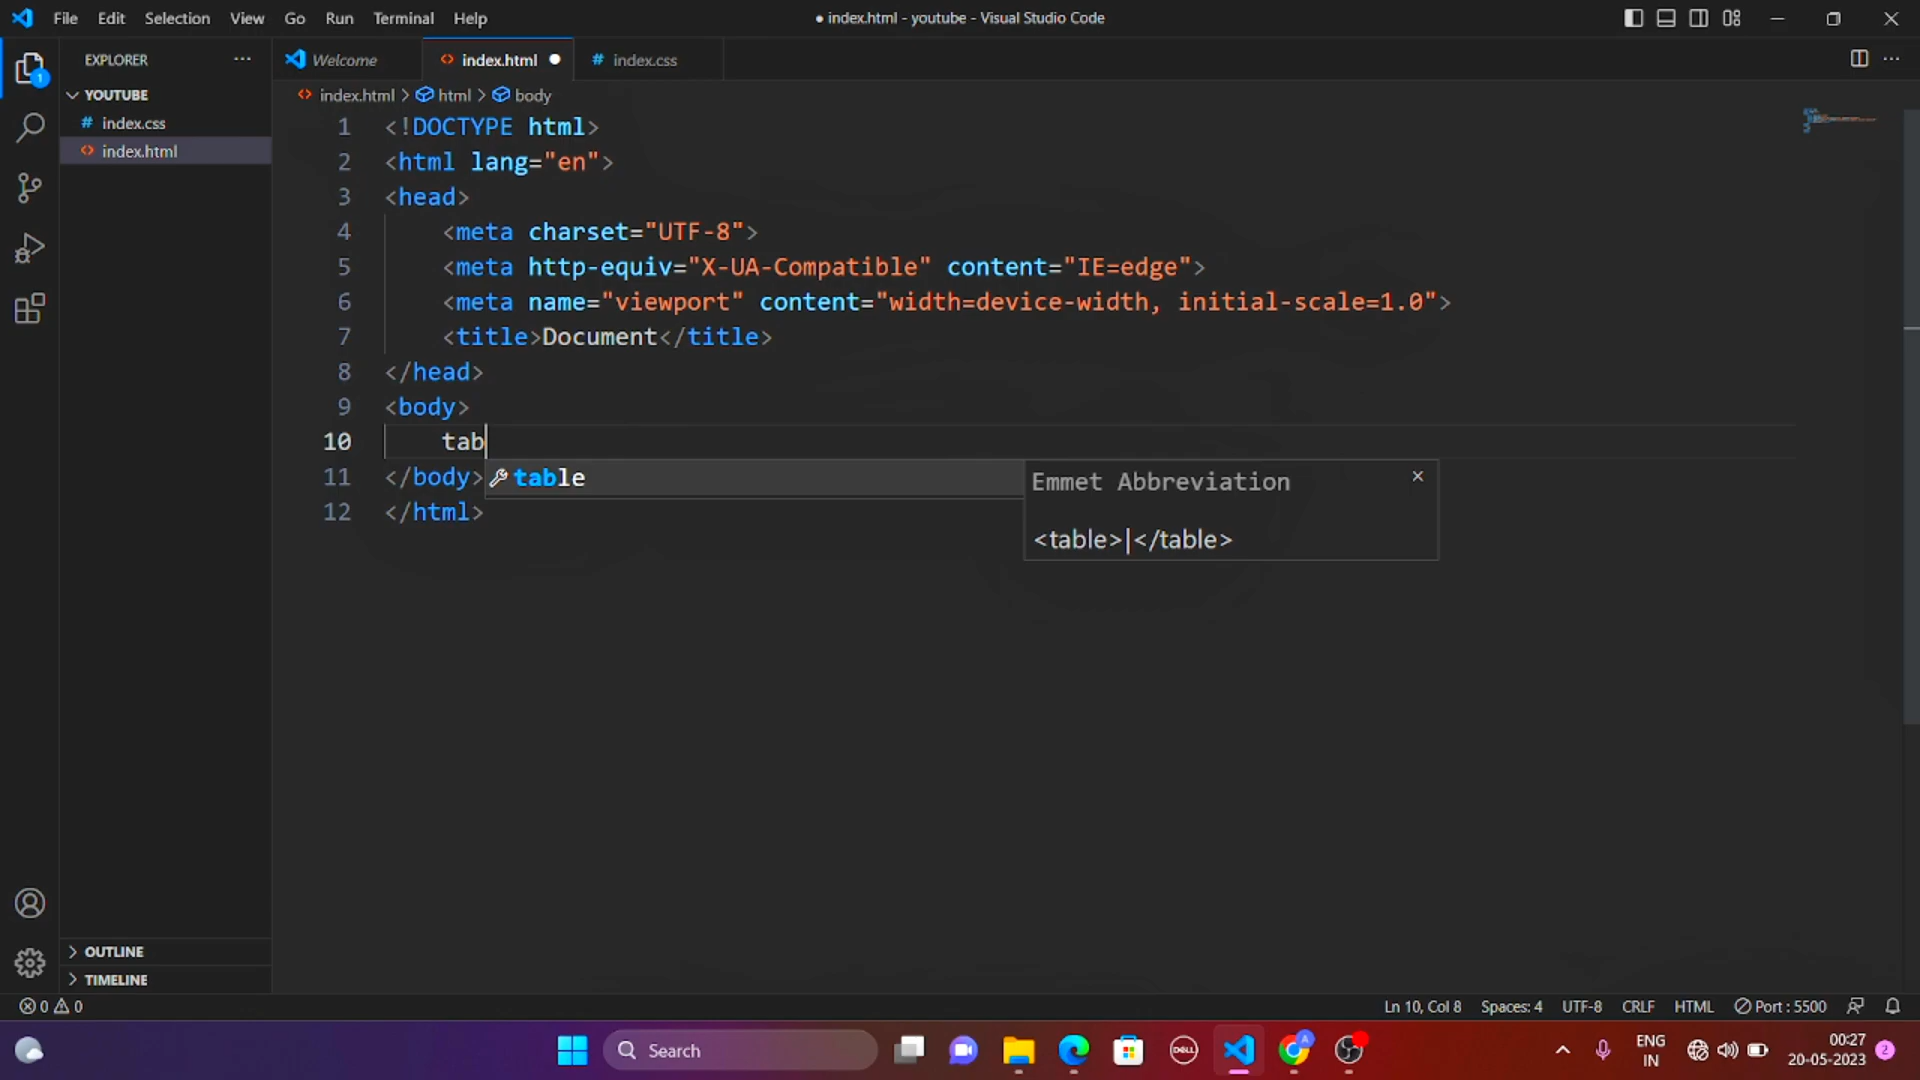 File Edit Selection View Go Run Terminal Help
● index.html - youtube - Visual Studio Code
EXPLORER
Welcome
index.html
index.css
YOUTUBE
index.css
index.html
index.html > html > body
1 <!DOCTYPE html>
2 <html lang="en">
3 <head>
4 <meta charset="UTF-8">
5 <meta http-equiv="X-UA-Compatible" content="IE=edge">
6 <meta name="viewport" content="width=device-width, initial-scale=1.0">
7 <title>Document</title>
8 </head>
9 <body>
10 tab
11 </body>
12 </html>
table
Emmet Abbreviation
<table>|</table>
1
OUTLINE
TIMELINE
0 0
Ln 10, Col 8 Spaces: 4 UTF-8 CRLF HTML Port : 5500
Search
DELL
A
ENG
IN
00:27
20-05-2023
2